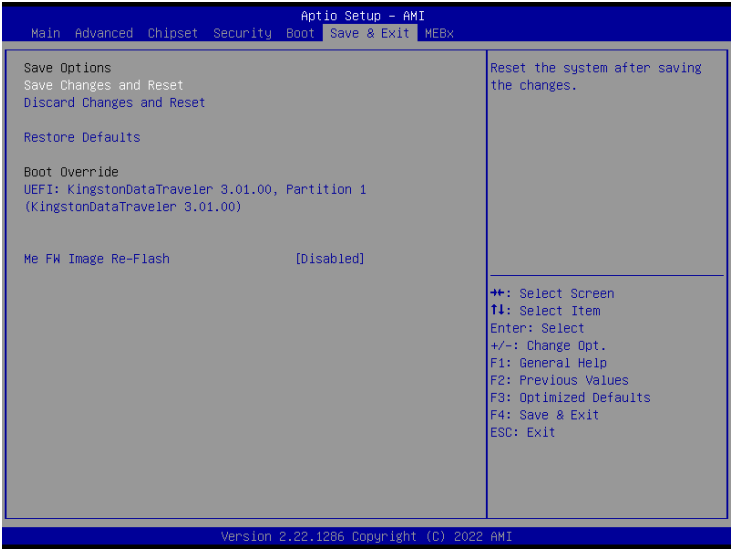 Aptio Setup - AMI
Main Advanced Chipset Security Boot Save & Exit MEBx
Save Options
Save Changes and Reset
Discard Changes and Reset
Restore Defaults
Boot Override
UEFI: KingstonDataTraveler 3.01.00, Partition 1
(KingstonDataTraveler 3.01.00)
Me FW Image Re-Flash [Disabled]
Reset the system after saving
the changes.
→←: Select Screen
↑↓: Select Item
Enter: Select
+/-: Change Opt.
F1: General Help
F2: Previous Values
F3: Optimized Defaults
F4: Save & Exit
ESC: Exit
Version 2.22.1286 Copyright (C) 2022 AMI